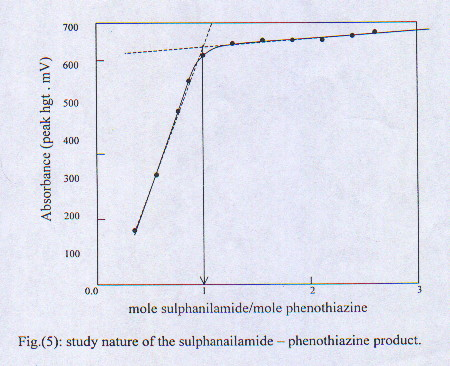 700
600
500
400
300
200
100
Absorbance (peak hgt . mV)
0.0 1 2 3
mole sulphanilamide/mole phenothiazine
Fig.(5): study nature of the sulphanailamide – phenothiazine product.